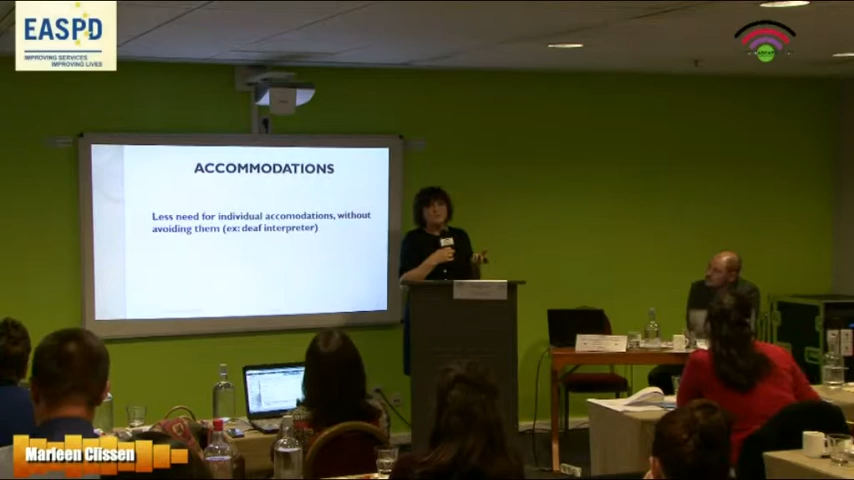 EASPD
IMPROVING SERVICES
IMPROVING LIVES
ACCOMMODATIONS
Less need for individual accomodations, without
avoiding them (ex: deaf interpreter)
Marleen Clissen